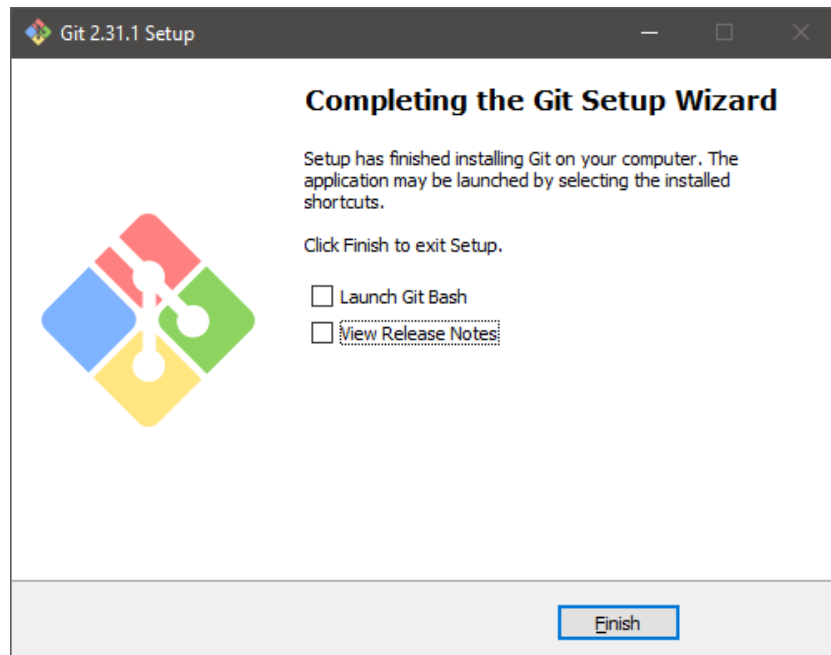 Git 2.31.1 Setup
Completing the Git Setup Wizard
Setup has finished installing Git on your computer. The
application may be launched by selecting the installed
shortcuts.
Click Finish to exit Setup.
Launch Git Bash
View Release Notes
Finish